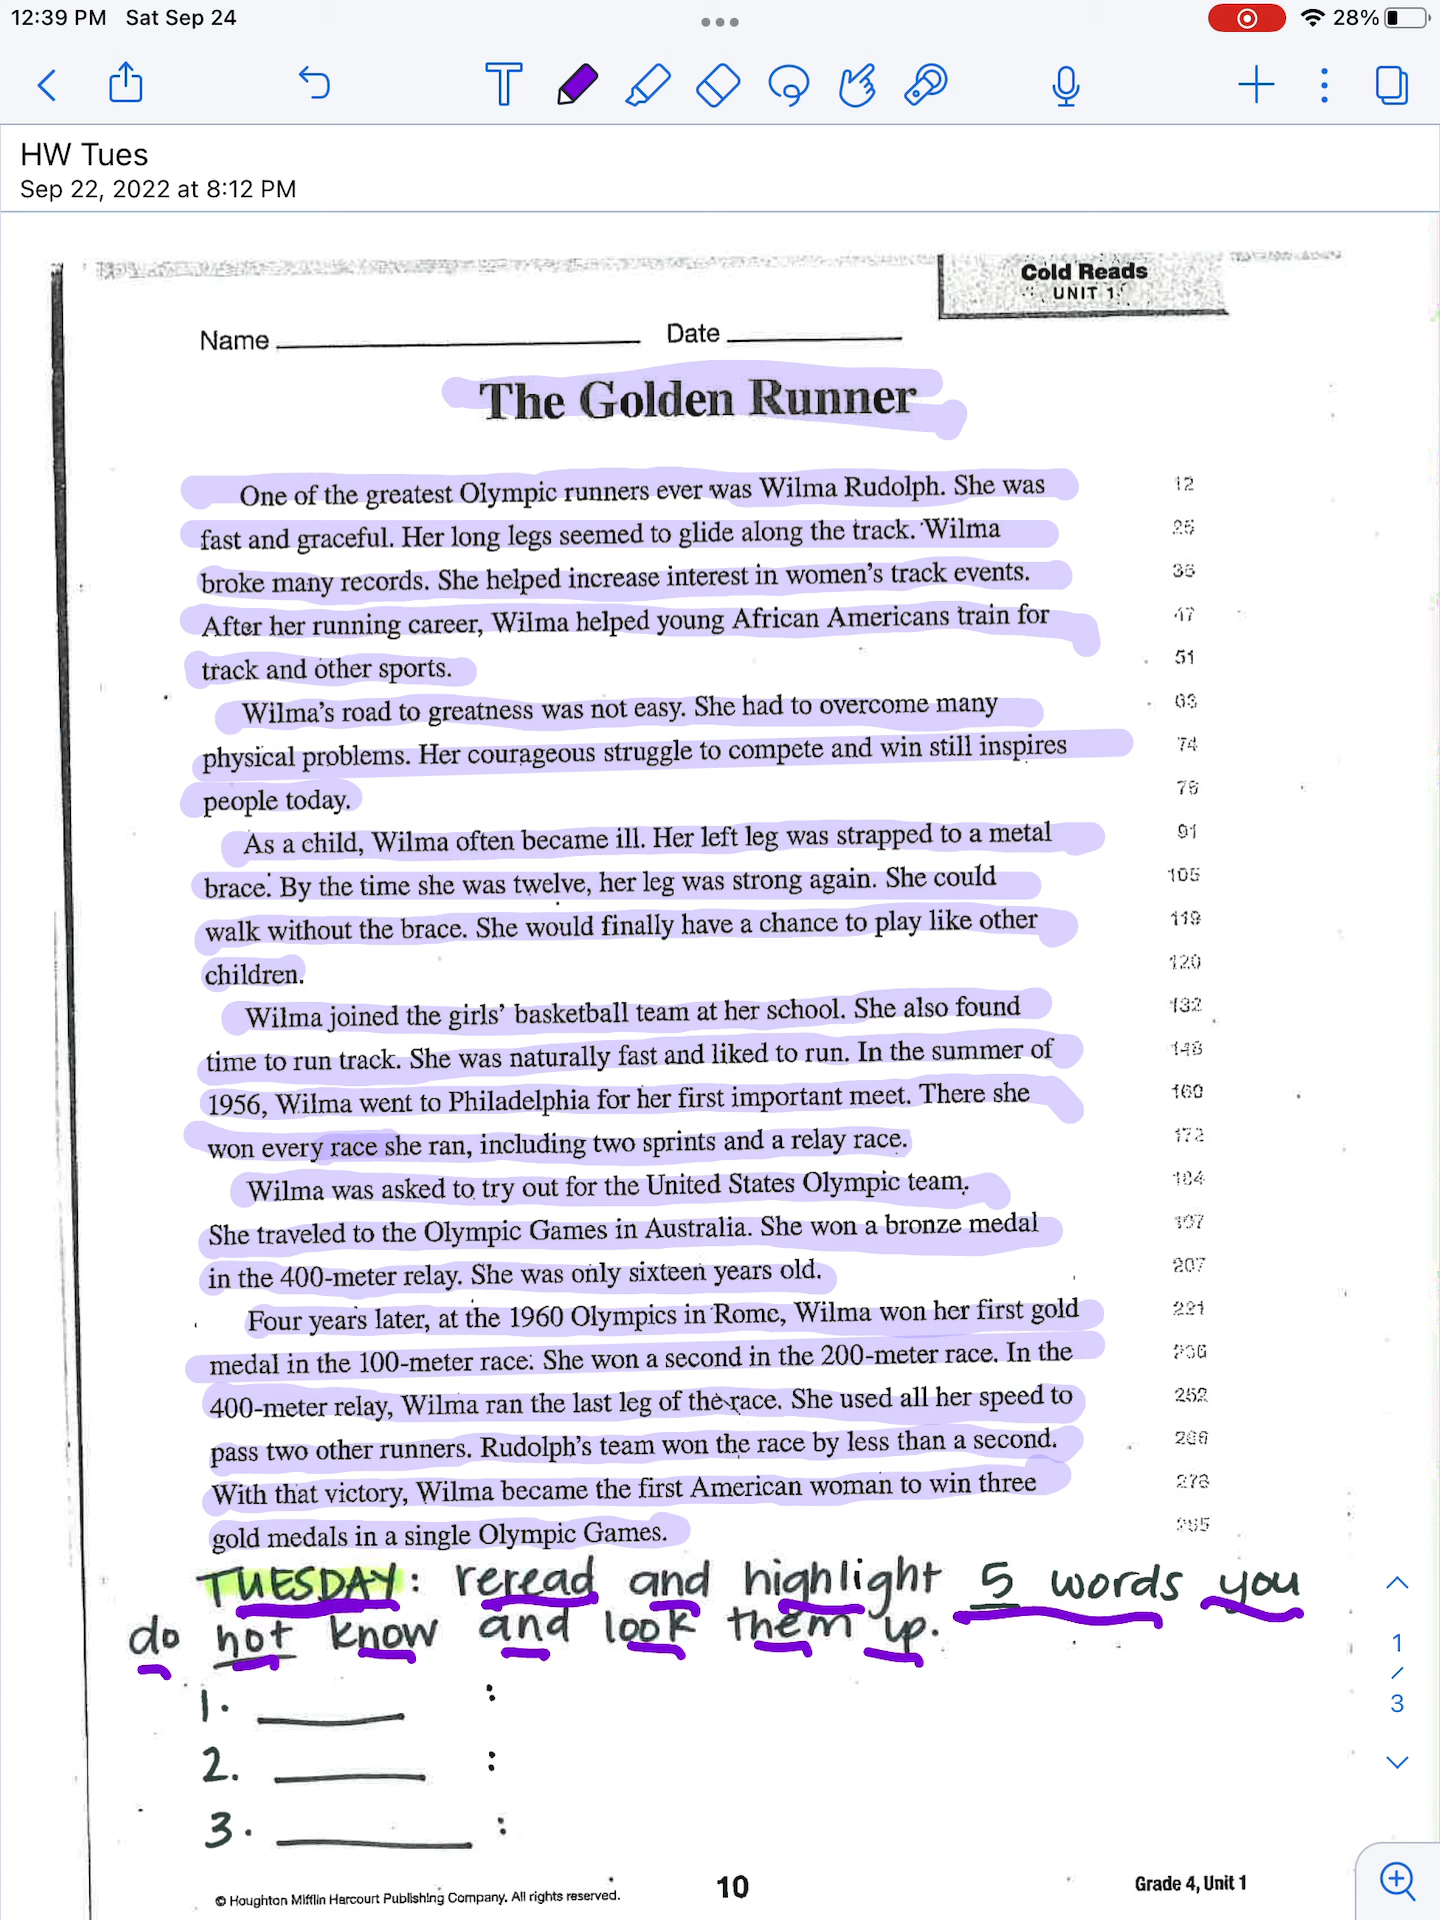 12:39 PM Sat Sep 24
28%
HW Tues
Sep 22, 2022 at 8:12 PM
Cold Reads
UNIT 1
Name
Date
The Golden Runner
One of the greatest Olympic runners ever was Wilma Rudolph. She was 12
fast and graceful. Her long legs seemed to glide along the track. Wilma 25
broke many records. She helped increase interest in women's track events. 36
After her running career, Wilma helped young African Americans train for 47
track and other sports. 51
Wilma's road to greatness was not easy. She had to overcome many 63
physical problems. Her courageous struggle to compete and win still inspires 74
people today. 76
As a child, Wilma often became ill. Her left leg was strapped to a metal 91
brace. By the time she was twelve, her leg was strong again. She could 105
walk without the brace. She would finally have a chance to play like other 119
children. 120
Wilma joined the girls' basketball team at her school. She also found 132
time to run track. She was naturally fast and liked to run. In the summer of
1956, Wilma went to Philadelphia for her first important meet. There she
won every race she ran, including two sprints and a relay race. 172
Wilma was asked to try out for the United States Olympic team.
She traveled to the Olympic Games in Australia. She won a bronze medal
in the 400-meter relay. She was only sixteen years old. 207
Four years later, at the 1960 Olympics in Rome, Wilma won her first gold
medal in the 100-meter race. She won a second in the 200-meter race. In the
400-meter relay, Wilma ran the last leg of the race. She used all her speed to 252
pass two other runners. Rudolph's team won the race by less than a second.
With that victory, Wilma became the first American woman to win three
gold medals in a single Olympic Games.
TUESDAY: reread and highlight 5 words you
do not know and look them up.
1. :
2. :
3. :
1
/
3
© Houghton Mifflin Harcourt Publishing Company. All rights reserved.
10
Grade 4, Unit 1